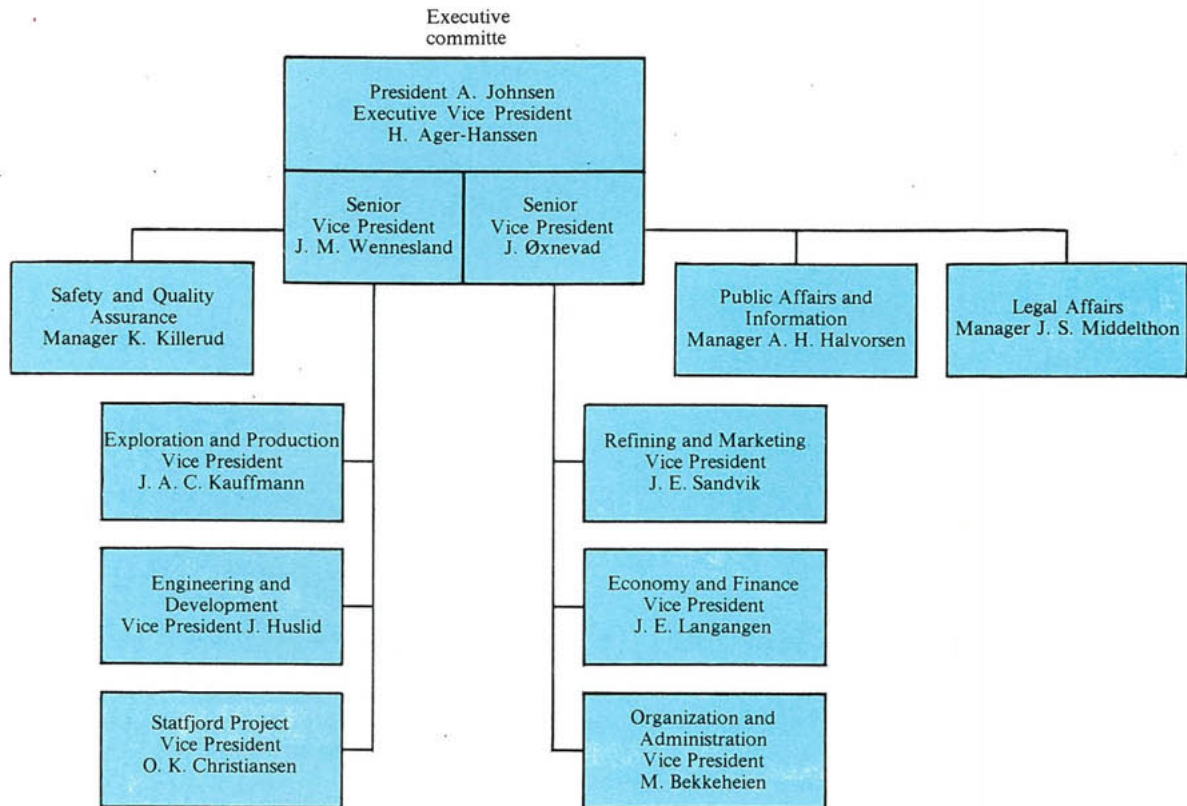 Executive
committe
President A. Johnsen
Executive Vice President
H. Ager-Hanssen
Senior
Vice President
J. M. Wennesland
Senior
Vice President
J. Øxnevad
Safety and Quality
Assurance
Manager K. Killerud
Public Affairs and
Information
Manager A. H. Halvorsen
Legal Affairs
Manager J. S. Middelthon
Exploration and Production
Vice President
J. A. C. Kauffmann
Refining and Marketing
Vice President
J. E. Sandvik
Engineering and
Development
Vice President J. Huslid
Economy and Finance
Vice President
J. E. Langangen
Statfjord Project
Vice President
O. K. Christiansen
Organization and
Administration
Vice President
M. Bekkeheien